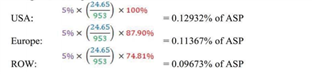 USA: 5% × (24.65/953) × 100% = 0.12932% of ASP
Europe: 5% × (24.65/953) × 87.90% = 0.11367% of ASP
ROW: 5% × (24.65/953) × 74.81% = 0.09673% of ASP